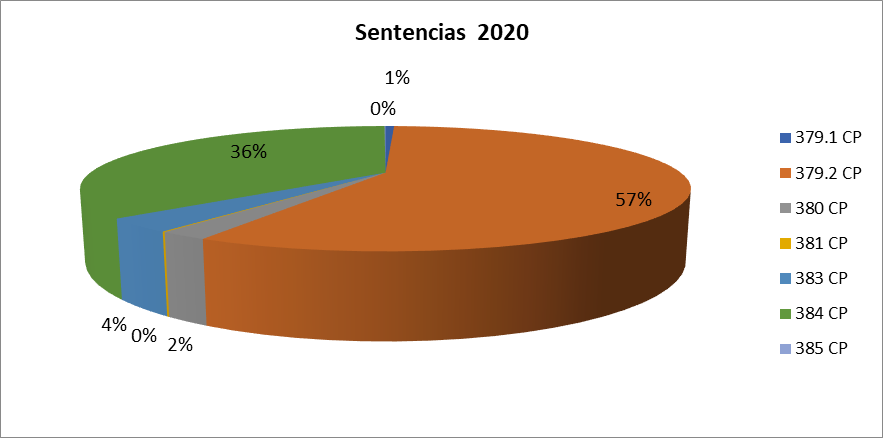 Sentencias 2020
1%
0%
36%
57%
4%
0%
2%
379.1 CP
379.2 CP
380 CP
381 CP
383 CP
384 CP
385 CP